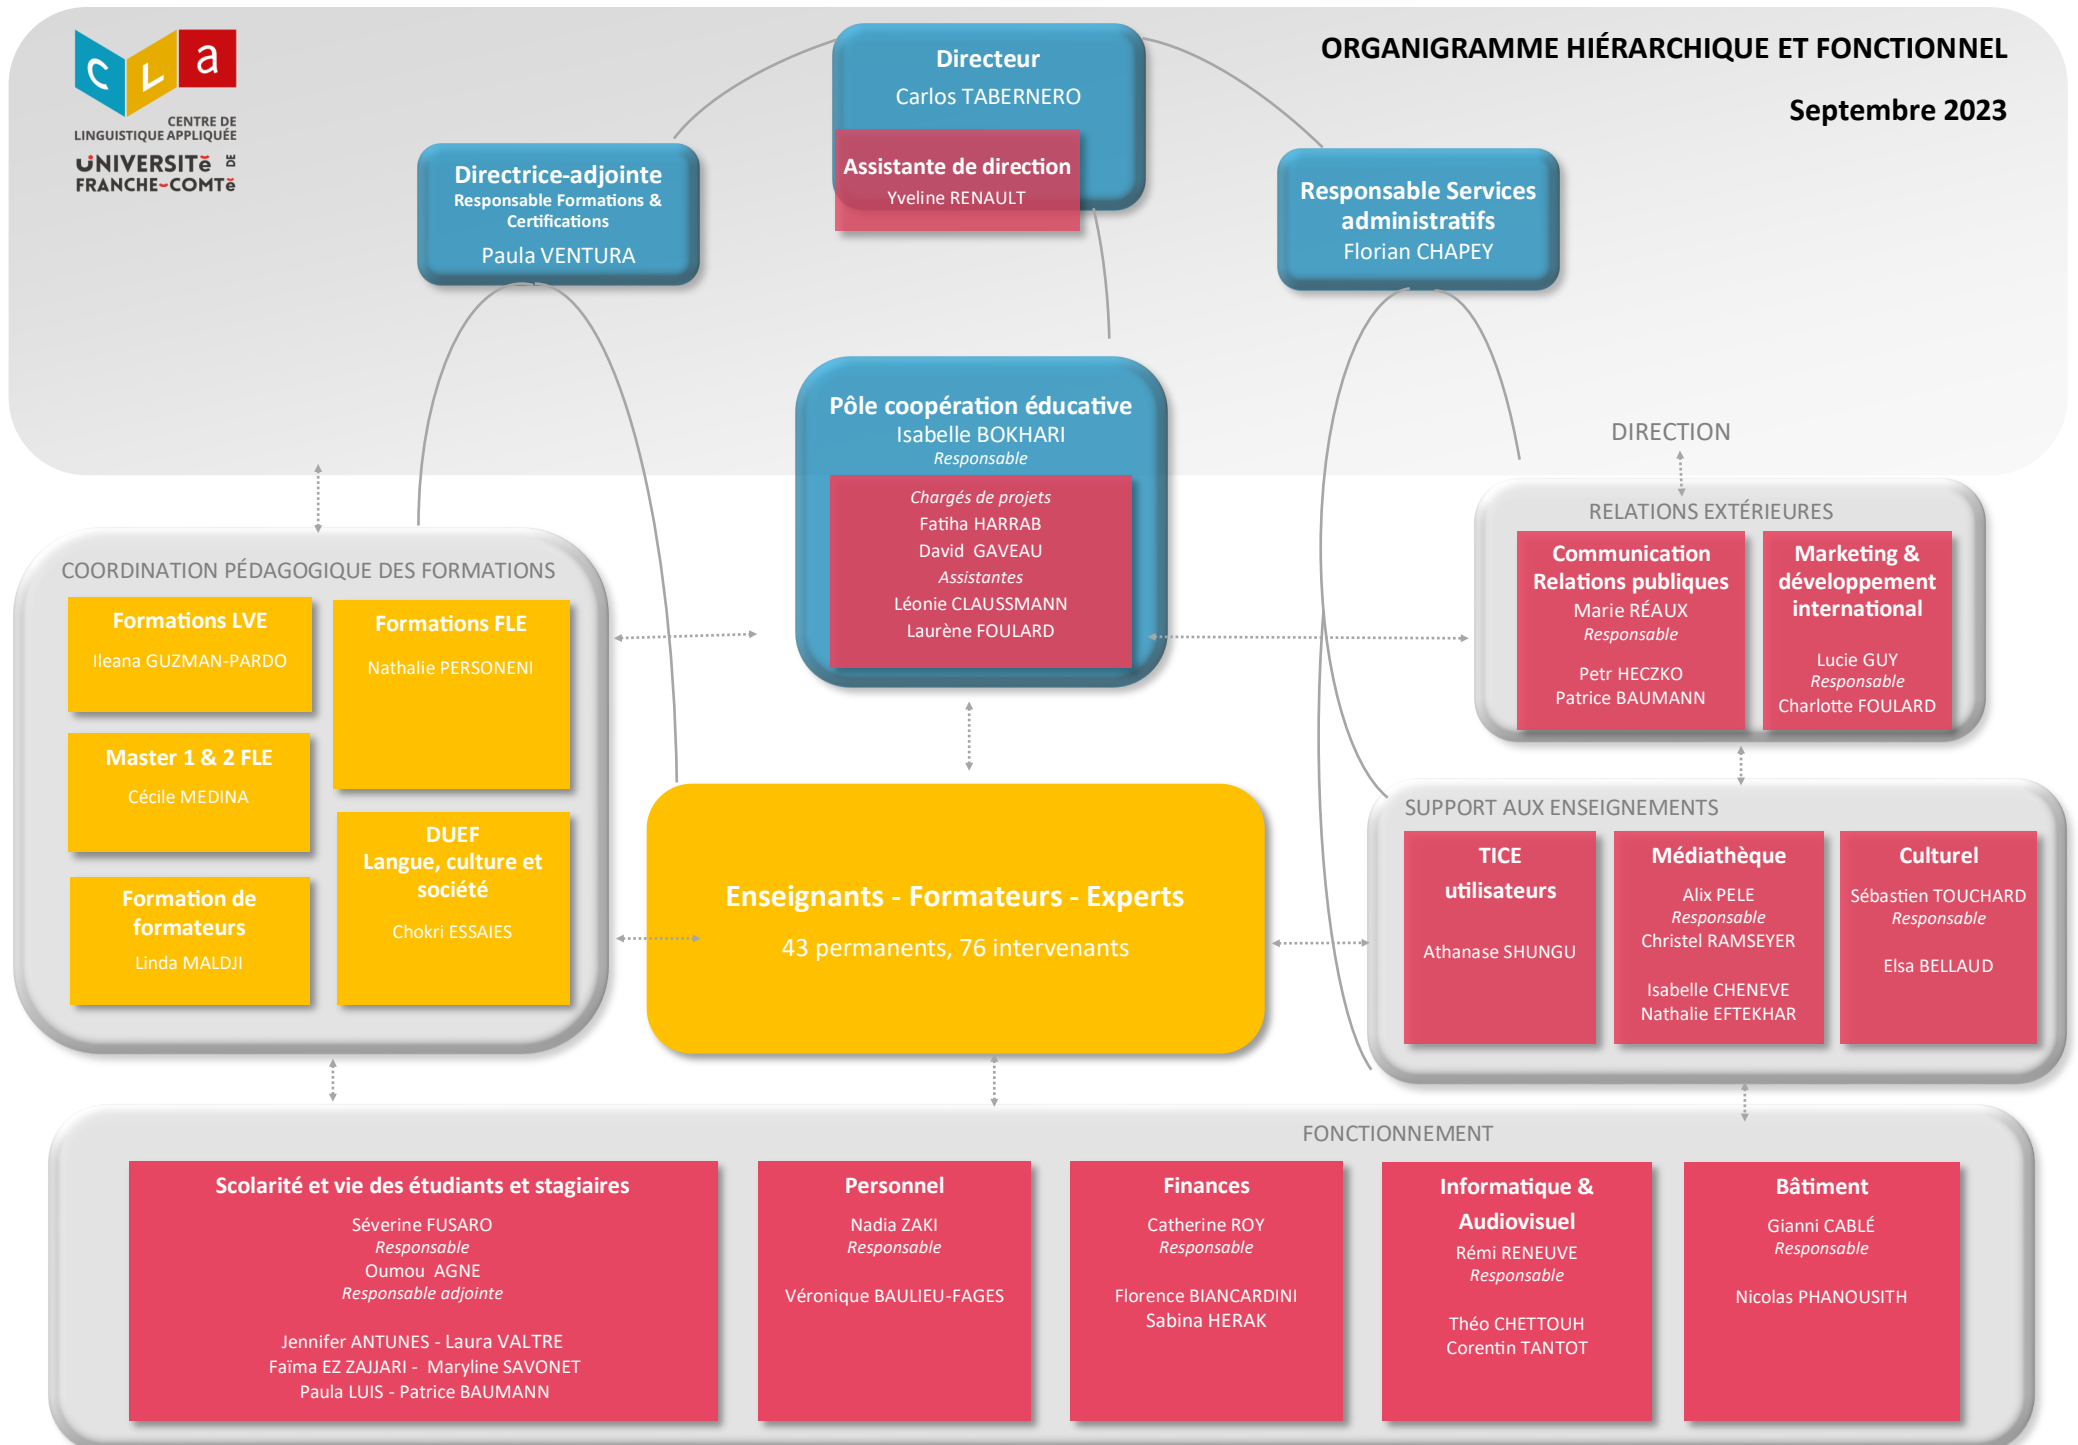 CLa
CENTRE DE
LINGUISTIQUE APPLIQUÉE
UNIVERSITĕ DE
FRANCHE-COMTĕ
ORGANIGRAMME HIÉRARCHIQUE ET FONCTIONNEL
Septembre 2023
Directeur
Carlos TABERNERO
Assistante de direction
Yveline RENAULT
Directrice-adjointe
Responsable Formations &
Certifications
Paula VENTURA
Responsable Services
administratifs
Florian CHAPEY
Pôle coopération éducative
Isabelle BOKHARI
Responsable
Chargés de projets
Fatiha HARRAB
David  GAVEAU
Assistantes
Léonie CLAUSSMANN
Laurène FOULARD
DIRECTION
RELATIONS EXTÉRIEURES
Communication
Relations publiques
Marie RÉAUX
Responsable
Petr HECZKO
Patrice BAUMANN
Marketing &
développement
international
Lucie GUY
Responsable
Charlotte FOULARD
COORDINATION PÉDAGOGIQUE DES FORMATIONS
Formations LVE
Ileana GUZMAN-PARDO
Formations FLE
Nathalie PERSONENI
Master 1 & 2 FLE
Cécile MEDINA
DUEF
Langue, culture et
société
Chokri ESSAIES
Formation de
formateurs
Linda MALDJI
Enseignants - Formateurs - Experts
43 permanents, 76 intervenants
SUPPORT AUX ENSEIGNEMENTS
TICE
utilisateurs
Athanase SHUNGU
Médiathèque
Alix PELE
Responsable
Christel RAMSEYER
Isabelle CHENEVE
Nathalie EFTEKHAR
Culturel
Sébastien TOUCHARD
Responsable
Elsa BELLAUD
FONCTIONNEMENT
Scolarité et vie des étudiants et stagiaires
Séverine FUSARO
Responsable
Oumou  AGNE
Responsable adjointe
Jennifer ANTUNES - Laura VALTRE
Faïma EZ ZAJJARI -  Maryline SAVONET
Paula LUIS - Patrice BAUMANN
Personnel
Nadia ZAKI
Responsable
Véronique BAULIEU-FAGES
Finances
Catherine ROY
Responsable
Florence BIANCARDINI
Sabina HERAK
Informatique &
Audiovisuel
Rémi RENEUVE
Responsable
Théo CHETTOUH
Corentin TANTOT
Bâtiment
Gianni CABLÉ
Responsable
Nicolas PHANOUSITH